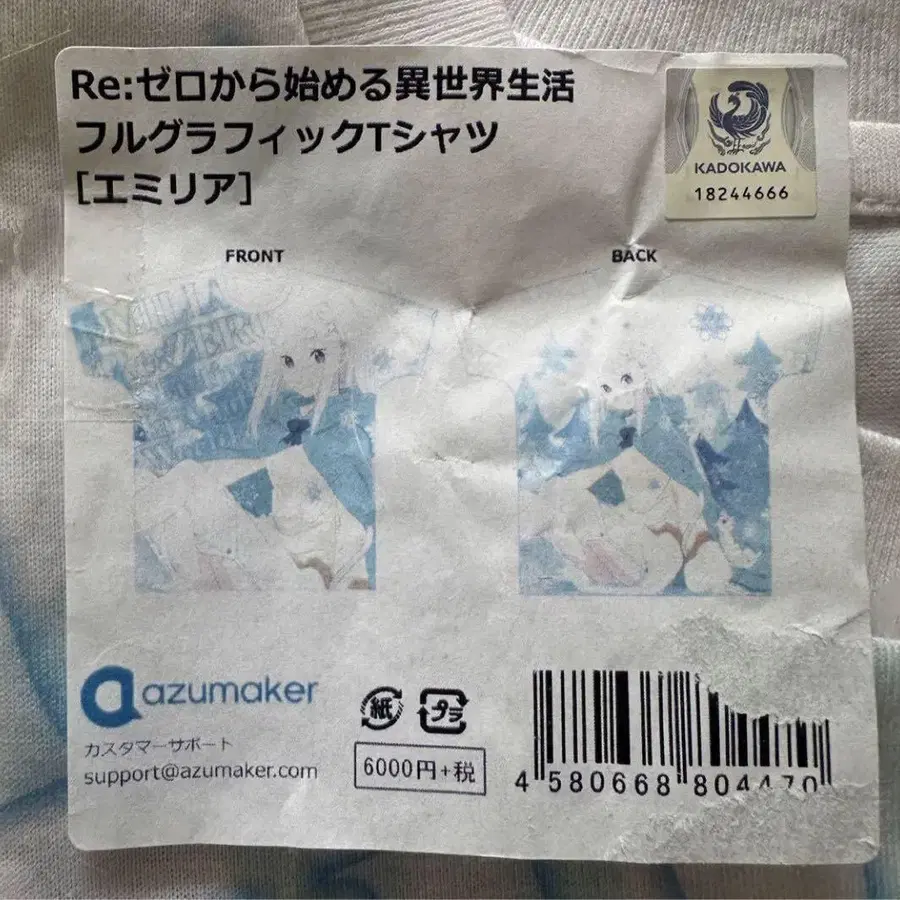 Re:ゼロから始める異世界生活
フルグラフィックTシャツ
[エミリア]
KADOKAWA
18244666
FRONT
BACK
azumaker
カスタマーサポート
support@azumaker.com
紙
プラ
6000円+税
4 580668 804470